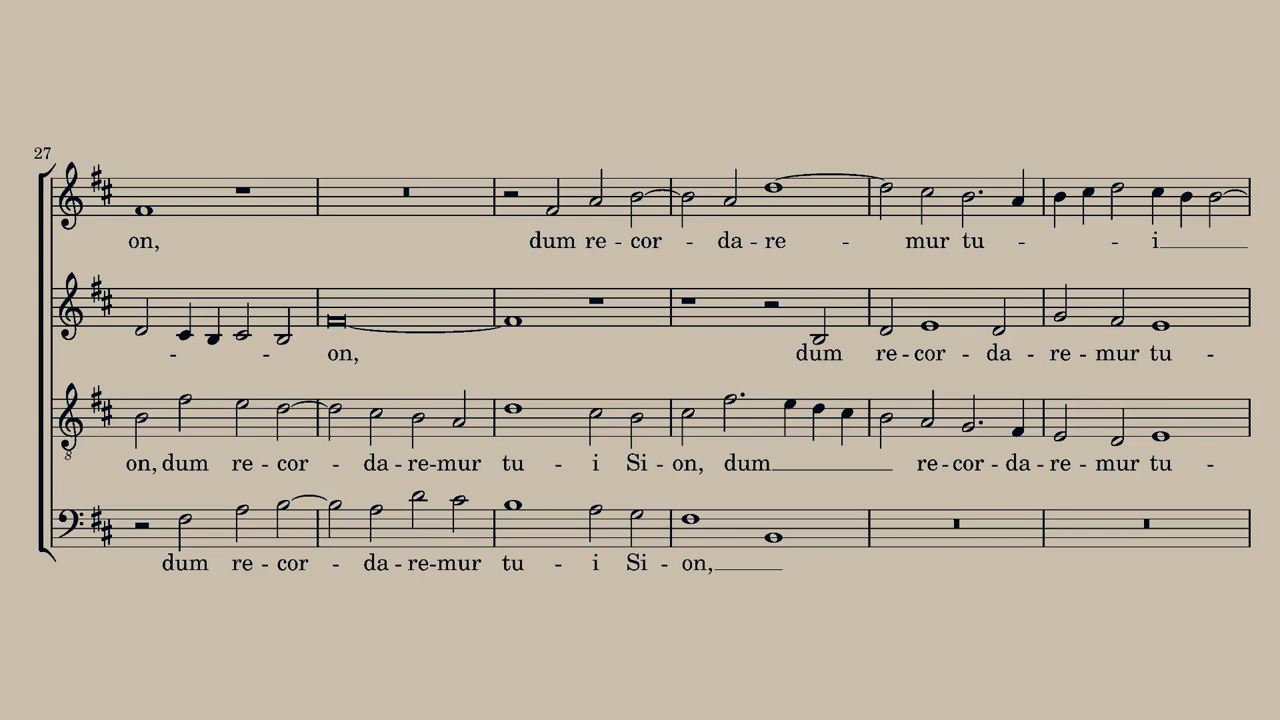 27
on, dum re - cor - da - re - mur tu - - i
- - on, dum re - cor - da - re - mur tu -
on, dum re - cor - da - re - mur tu - i Si - on, dum re - cor - da - re - mur tu -
8
dum re - cor - da - re - mur tu - i Si - on,